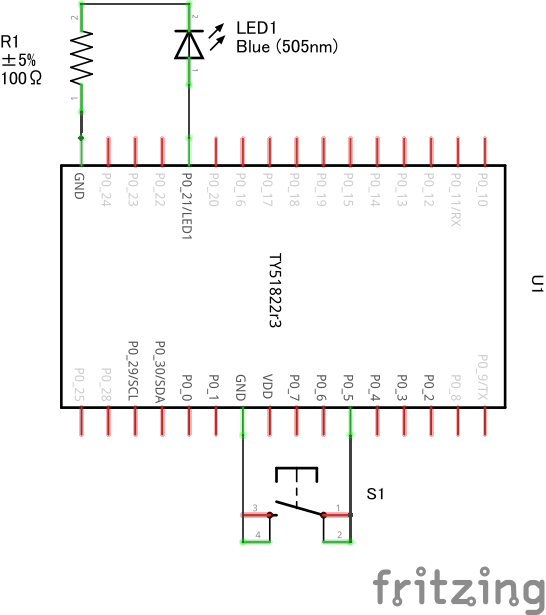 2
2
LED1
Blue (505nm)
R1
±5%
100Ω
1
1
GND
P0_24
P0_23
P0_22
P0_21/LED1
P0_20
P0_16
P0_17
P0_18
P0_19
P0_15
P0_14
P0_13
P0_12
P0_11/RX
P0_10
TY51822r3
U1
P0_25
P0_28
P0_29/SCL
P0_30/SDA
P0_0
P0_1
GND
VDD
P0_7
P0_6
P0_5
P0_4
P0_3
P0_2
P0_8
P0_9/TX
S1
3
1
4
2
fritzing